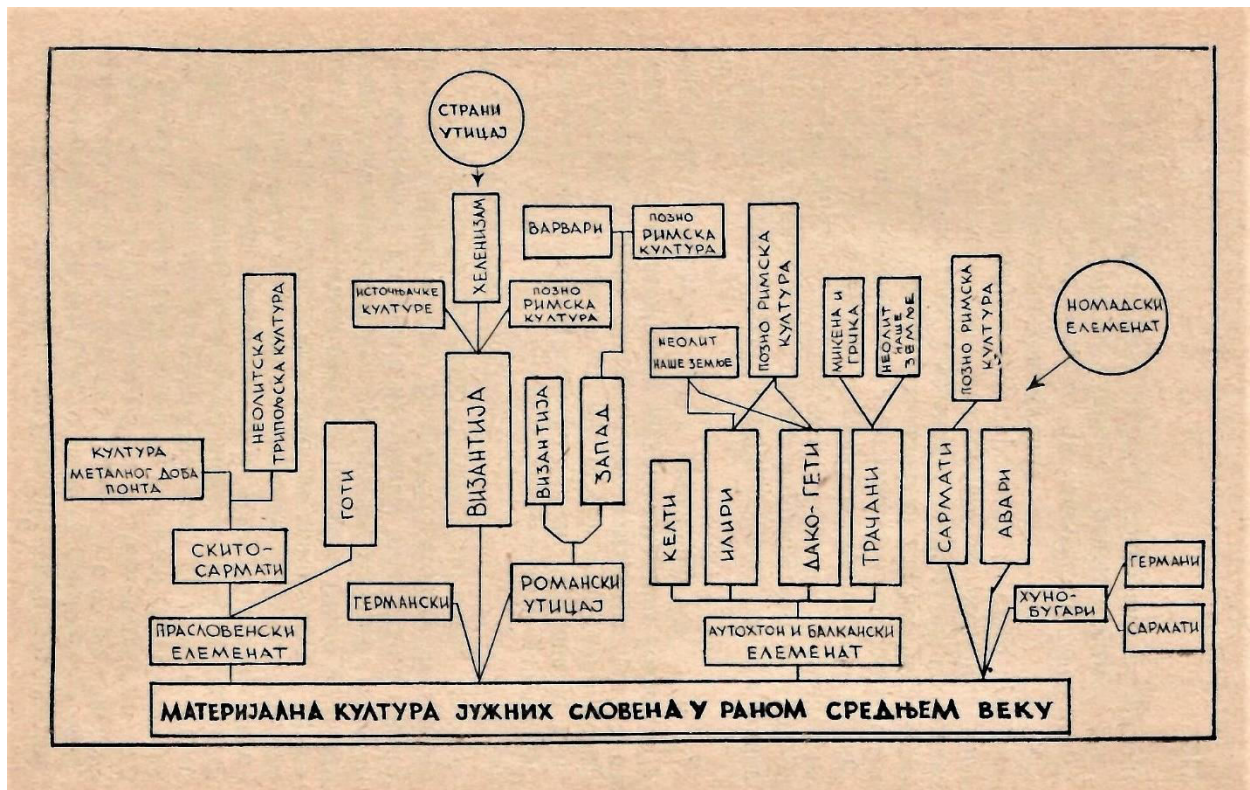 СТРАНИ
УТИЦАЈ
ХЕЛЕНИЗАМ
ВАРВАРИ
ПОЗНО
РИМСКА
КУЛТУРА
ИСТОЧЊАЧКЕ
КУЛТУРЕ
ПОЗНО
РИМСКА
КУЛТУРА
НЕОЛИТСКА
ТРИПОЉСКА КУЛТУРА
КУЛТУРА
МЕТАЛНОГ ДОБА
ПОНТА
ГОТИ
СКИТО-
САРМАТИ
ПРАСЛОВЕНСКИ
ЕЛЕМЕНАТ
ВИЗАНТИЈА
ВИЗАНТИЈА
ЗАПАД
ГЕРМАНСКИ
РОМАНСКИ
УТИЦАЈ
НЕОЛИТ
НАШЕ ЗЕМЉЕ
ПОЗНО РИМСКА
КУЛТУРА
МИКЕНА И
ГРЧКА
НЕОЛИТ
НАШЕ
ЗЕМЉЕ
КЕЛТИ
ИЛИРИ
ДАКО-ГЕТИ
ТРАЧАНИ
АУТОХТОН И БАЛКАНСКИ
ЕЛЕМЕНАТ
ПОЗНО РИМСКА
КУЛТУРА
НОМАДСКИ
ЕЛЕМЕНАТ
САРМАТИ
АВАРИ
ХУНО-
БУГАРИ
ГЕРМАНИ
САРМАТИ
МАТЕРИЈАЛНА КУЛТУРА ЈУЖНИХ СЛОВЕНА У РАНОМ СРЕДЊЕМ ВЕКУ